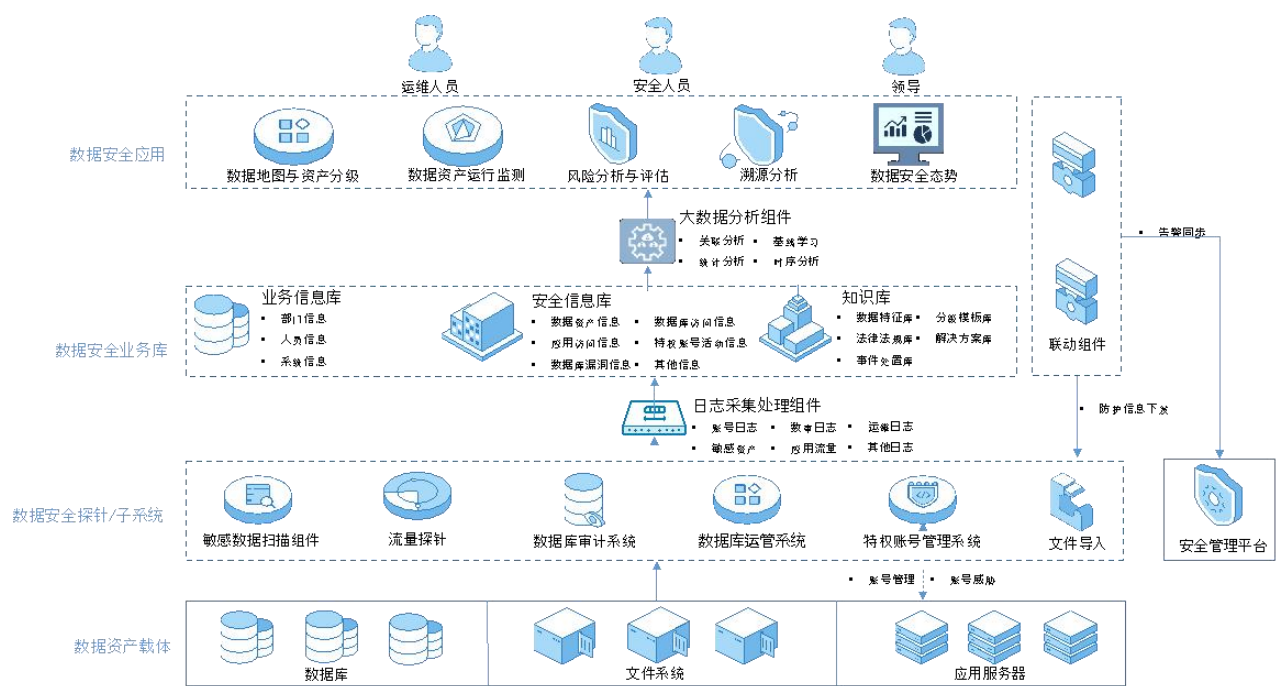 运维人员
安全人员
领导
数据安全应用
数据地图与资产分级
数据资产运行监测
风险分析与评估
溯源分析
数据安全态势
大数据分析组件
▪ 关联分析 ▪ 基线学习
▪ 统计分析 ▪ 时序分析
▪ 告警同步
数据安全业务库
业务信息库
▪ 部门信息
▪ 人员信息
▪ 系统信息
安全信息库
▪ 数据资产信息 ▪ 数据库访问信息
▪ 应用访问信息 ▪ 特权账号活动信息
▪ 数据库漏洞信息 ▪ 其他信息
知识库
▪ 数据特征库 ▪ 分级模板库
▪ 法律法规库 ▪ 解决方案库
▪ 事件处置库
联动组件
▪ 防护信息下发
日志采集处理组件
▪ 账号日志 ▪ 数审日志 ▪ 运维日志
▪ 敏感资产 ▪ 应用流量 ▪ 其他日志
数据安全探针/子系统
敏感数据扫描组件
流量探针
数据库审计系统
数据库运管系统
特权账号管理系统
文件导入
安全管理平台
▪ 账号管理 ▪ 账号威胁
数据资产载体
数据库
文件系统
应用服务器